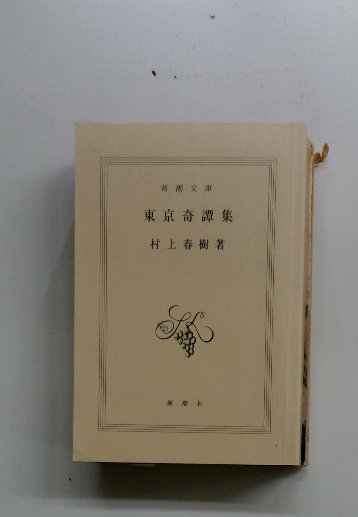 新潮文庫
東京奇譚集
村上春樹著
新潮社